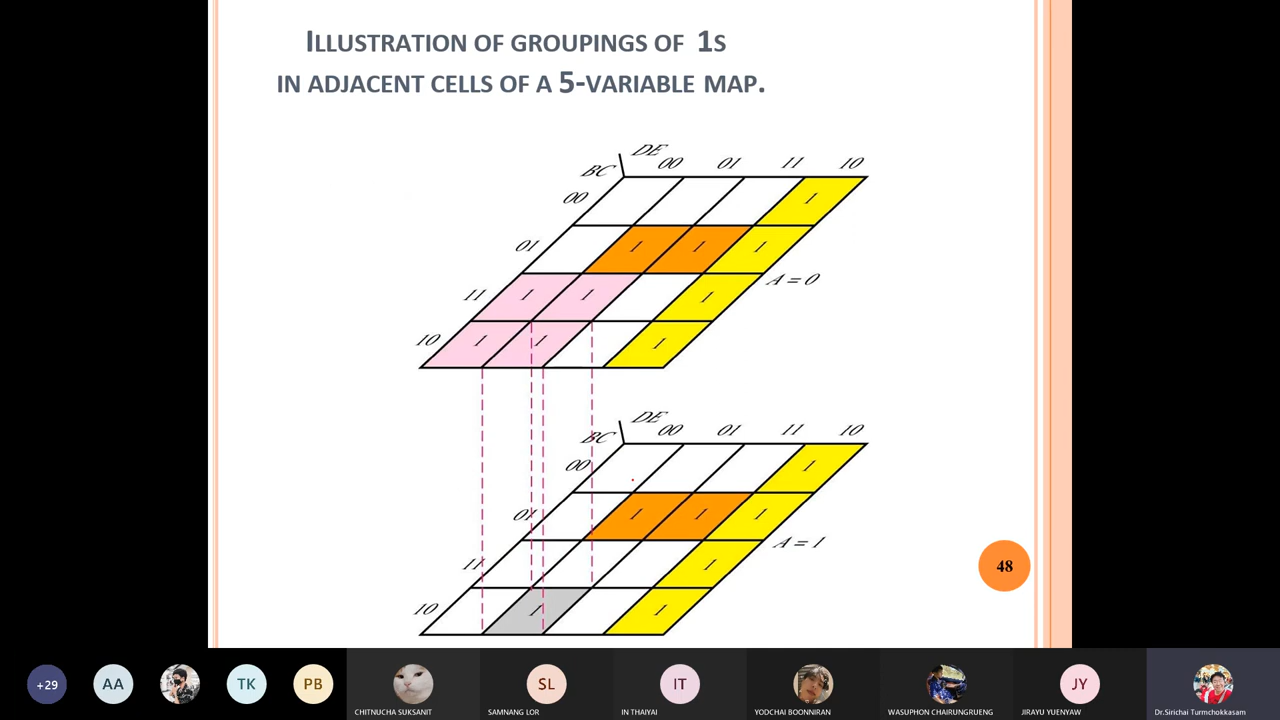 ILLUSTRATION OF GROUPINGS OF 1S
IN ADJACENT CELLS OF A 5-VARIABLE MAP.
DE
BC
00 01 11 10
00 1
01 1 1 1
A = 0
11 1 1 1
10 1 1 1
DE
BC
00 01 11 10
00 1
01 1 1 1
A = 1
11 1
10 1 1
48
+29
AA
TK
PB
CHITNUCHA SUKSANIT
SL
SAMNANG LOR
IT
IN THAIYAI
YODCHAI BOONNIRAN
WASUPHON CHAIRUNGRUENG
JY
JIRAYU YUENYAW
Dr.Sirichai Turmchokkasam